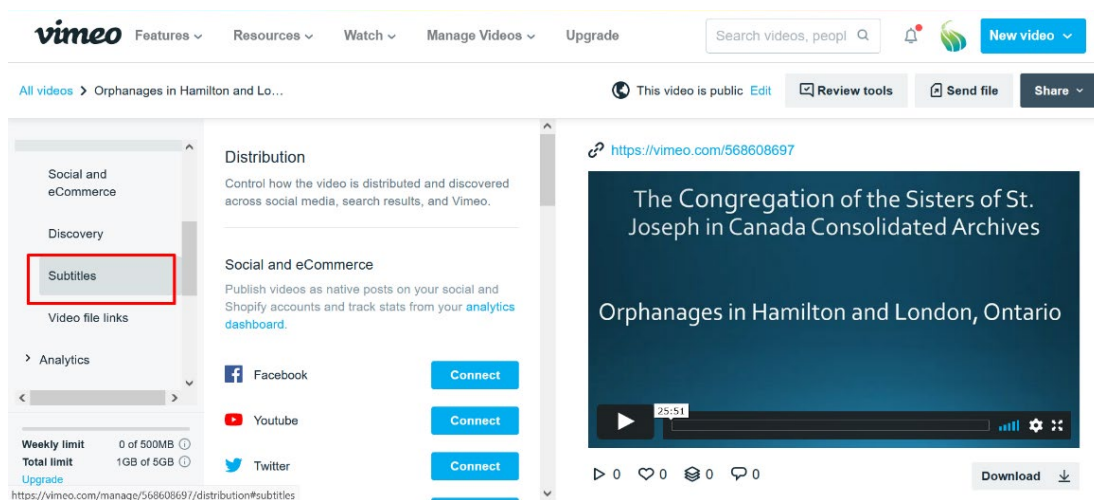 vimeo Features Resources Watch Manage Videos Upgrade Search videos, peopl New video
All videos > Orphanages in Hamilton and Lo... This video is public Edit Review tools Send file Share
Social and
eCommerce
Discovery
Subtitles
Video file links
> Analytics
Weekly limit 0 of 500MB
Total limit 1GB of 5GB
Upgrade
https://vimeo.com/manage/568608697/distribution#subtitles
Distribution
Control how the video is distributed and discovered
across social media, search results, and Vimeo.
Social and eCommerce
Publish videos as native posts on your social and
Shopify accounts and track stats from your analytics
dashboard.
Facebook Connect
Youtube Connect
Twitter Connect
https://vimeo.com/568608697
The Congregation of the Sisters of St.
Joseph in Canada Consolidated Archives
Orphanages in Hamilton and London, Ontario
25:51
0 0 0 0 Download